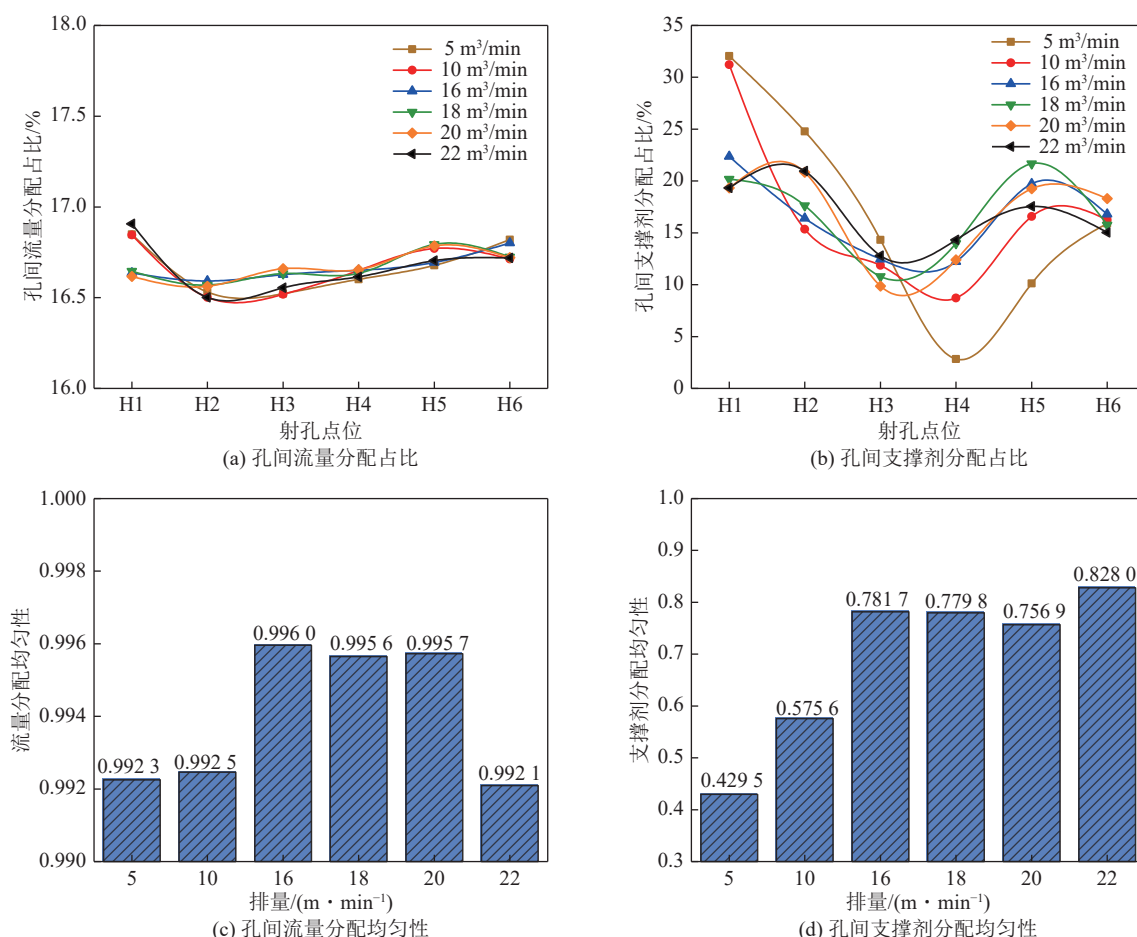 18.0
17.5
17.0
16.5
16.0
孔间流量分配占比/%
5 m³/min
10 m³/min
16 m³/min
18 m³/min
20 m³/min
22 m³/min
H1 H2 H3 H4 H5 H6
射孔点位
(a) 孔间流量分配占比
35
30
25
20
15
10
5
0
孔间支撑剂分配占比/%
5 m³/min
10 m³/min
16 m³/min
18 m³/min
20 m³/min
22 m³/min
H1 H2 H3 H4 H5 H6
射孔点位
(b) 孔间支撑剂分配占比
1.000
0.998
0.996
0.994
0.992
0.990
流量分配均匀性
0.992 3
0.992 5
0.996 0
0.995 6
0.995 7
0.992 1
5 10 16 18 20 22
排量/(m·min⁻¹)
(c) 孔间流量分配均匀性
1.0
0.9
0.8
0.7
0.6
0.5
0.4
0.3
支撑剂分配均匀性
0.429 5
0.575 6
0.781 7
0.779 8
0.756 9
0.828 0
5 10 16 18 20 22
排量/(m·min⁻¹)
(d) 孔间支撑剂分配均匀性